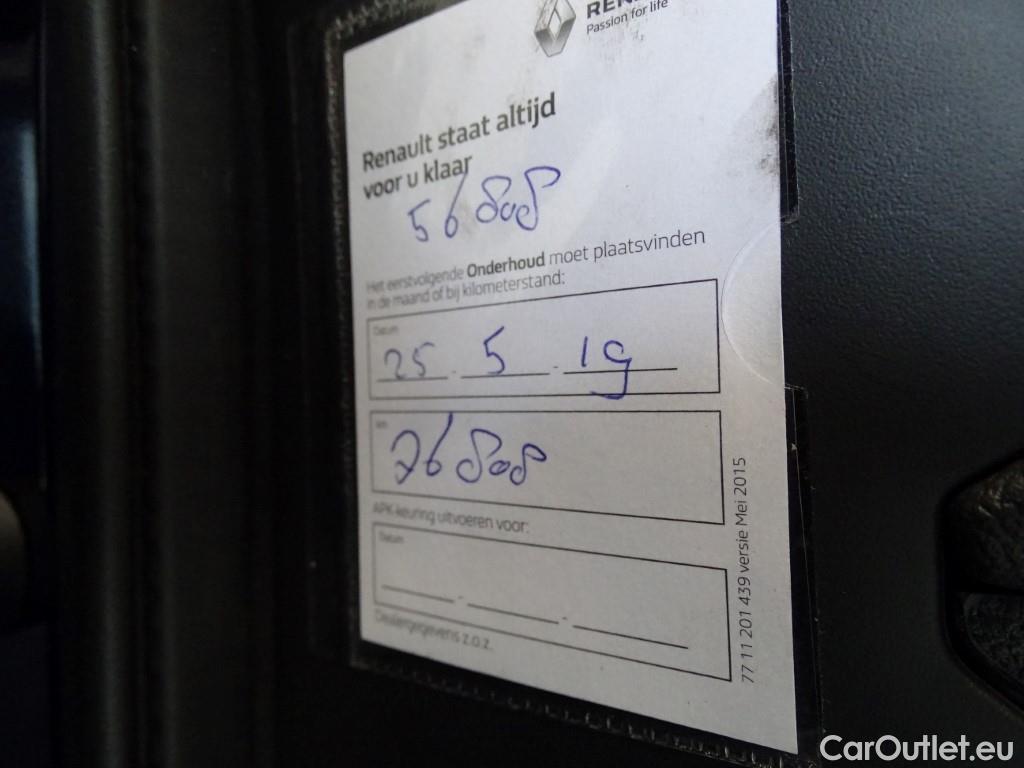 Passion for life
Renault staat altijd
voor u klaar
56808
Het eerstvolgende Onderhoud moet plaatsvinden
in de maand of bij kilometerstand:
Datum
25 . 5 . 19
km
76808
APK-keuring uitvoeren voor:
Datum
Dealergegevens z.o.z.
77 11 201 439 versie Mei 2015
CarOutlet.eu